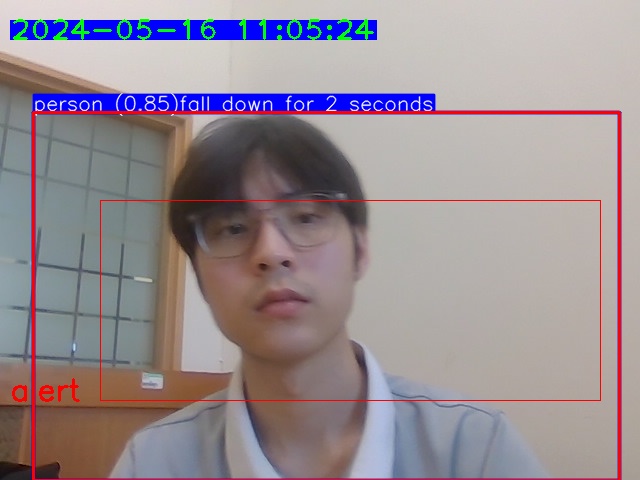 2024-05-16 11:05:24
person (0.85)fall down for 2 seconds
alert